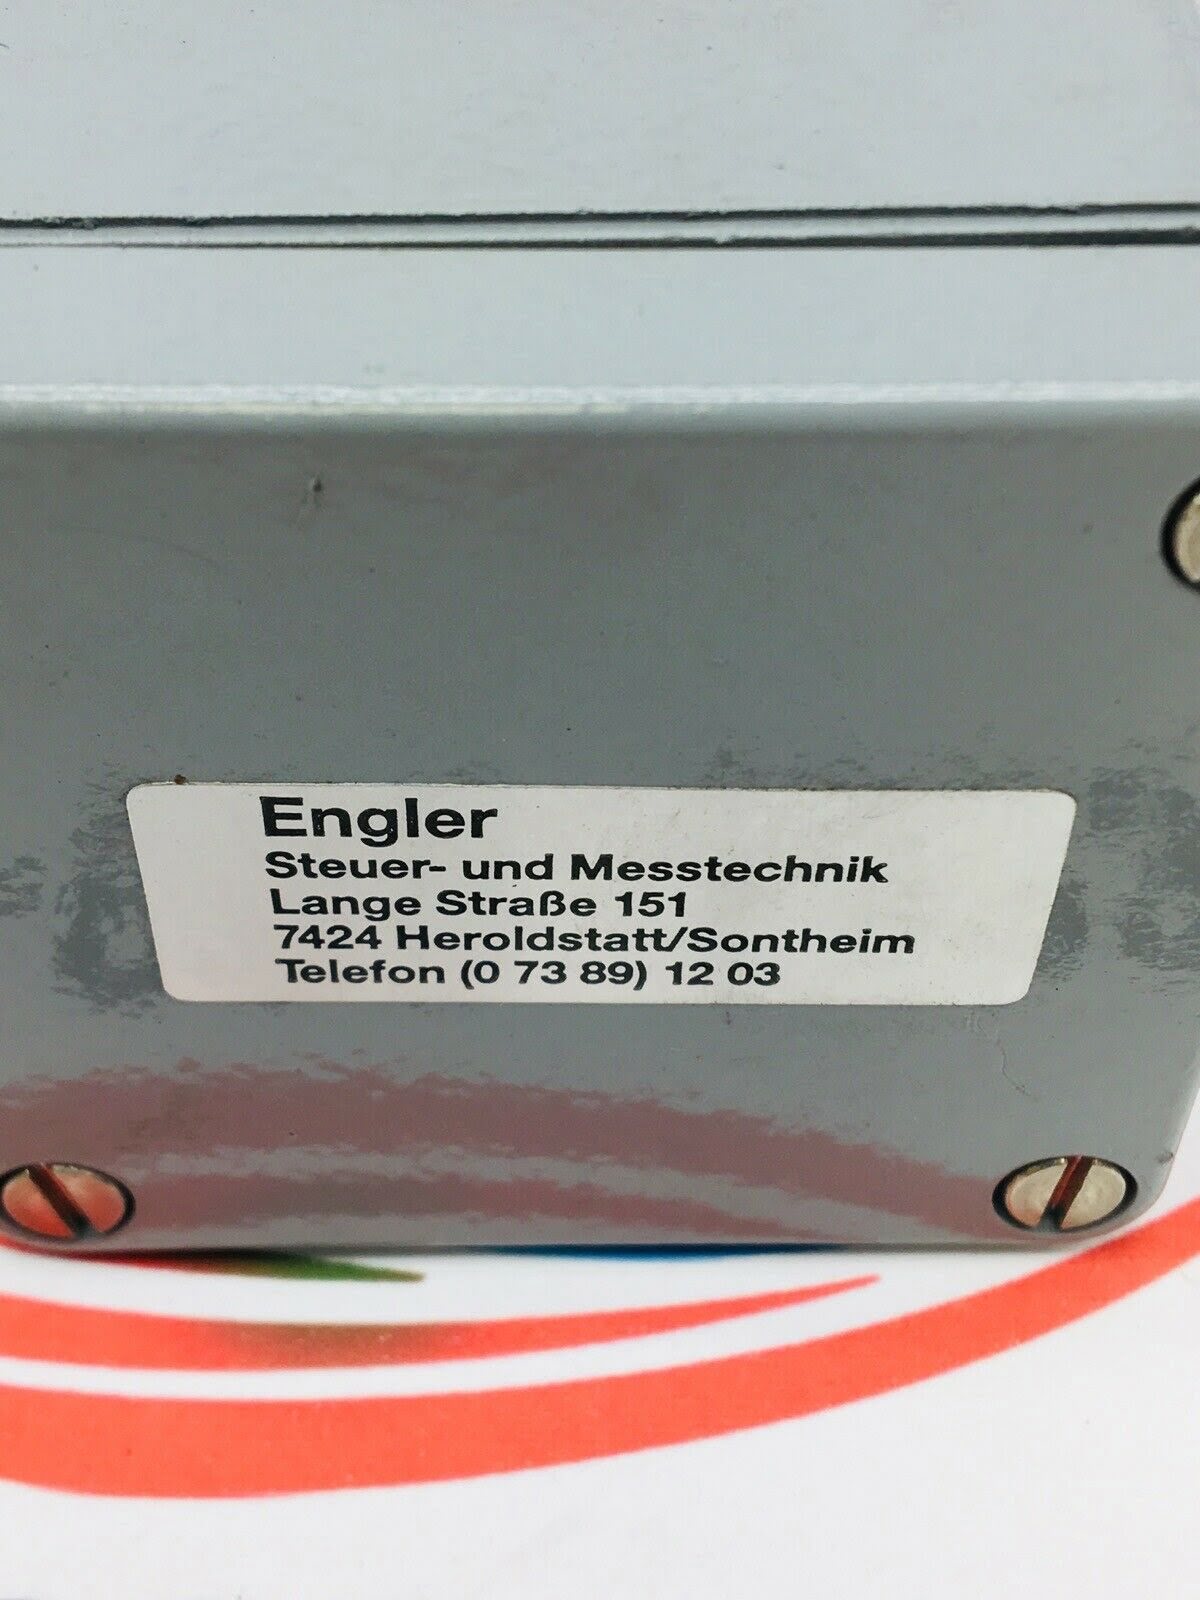 Engler
Steuer- und Messtechnik
Lange Straße 151
7424 Heroldstatt/Sontheim
Telefon (0 73 89) 12 03